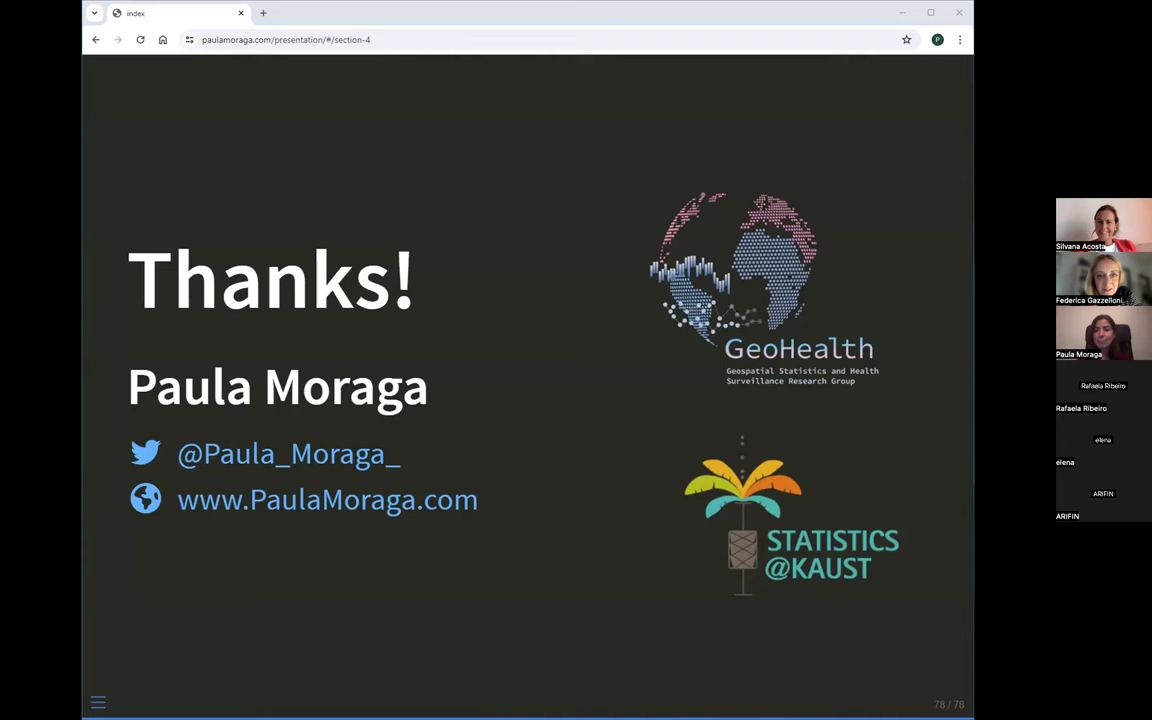 index
paulamoraga.com/presentation/#/section-4
P
Thanks!
Paula Moraga
@Paula_Moraga_
www.PaulaMoraga.com
GeoHealth
Geospatial Statistics and Health
Surveillance Research Group
STATISTICS
@KAUST
78 / 78
Silvana Acosta
Federica Gazzelloni
Paula Moraga
Rafaela Ribeiro
Rafaela Ribeiro
elena
elena
ARIFIN
ARIFIN